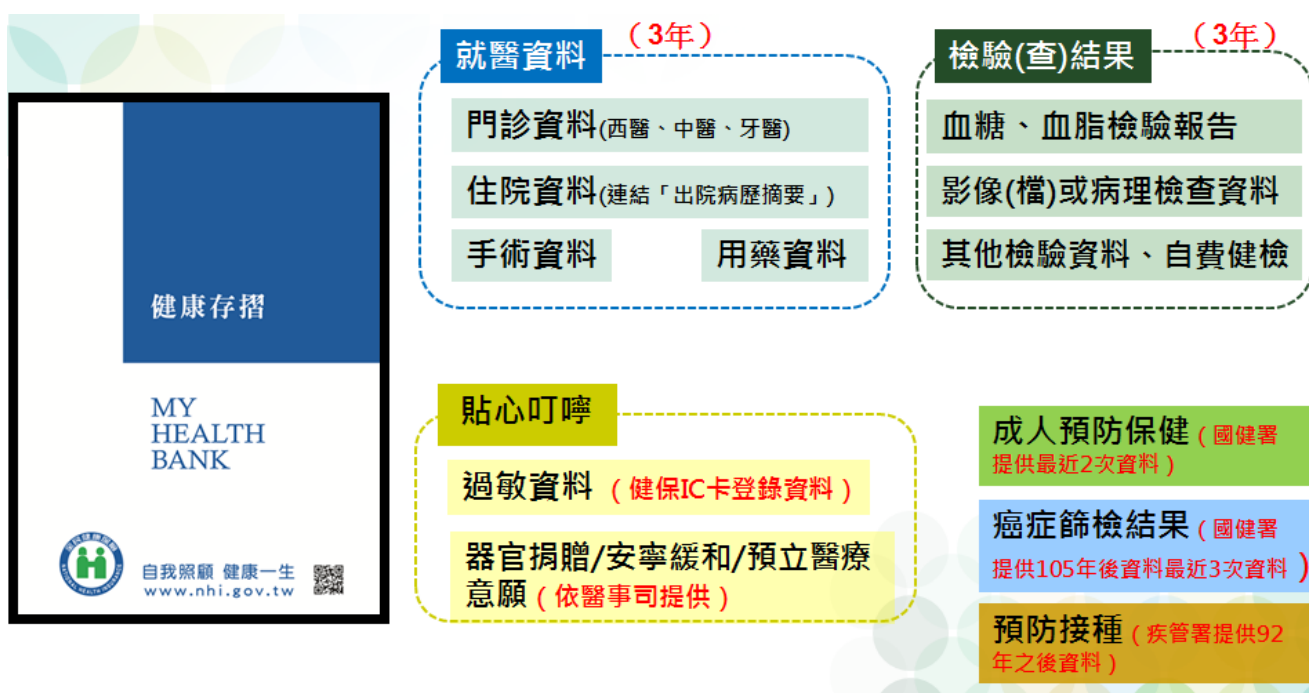 健康存摺
MY
HEALTH
BANK
自我照顧 健康一生
www.nhi.gov.tw
就醫資料
（3年）
門診資料(西醫、中醫、牙醫)
住院資料(連結「出院病歷摘要」)
手術資料
用藥資料
檢驗(查)結果
（3年）
血糖、血脂檢驗報告
影像(檔)或病理檢查資料
其他檢驗資料、自費健檢
貼心叮嚀
過敏資料（健保IC卡登錄資料）
器官捐贈/安寧緩和/預立醫療
意願（依醫事司提供）
成人預防保健（國健署
提供最近2次資料）
癌症篩檢結果（國健署
提供105年後資料最近3次資料）
預防接種（疾管署提供92
年之後資料）